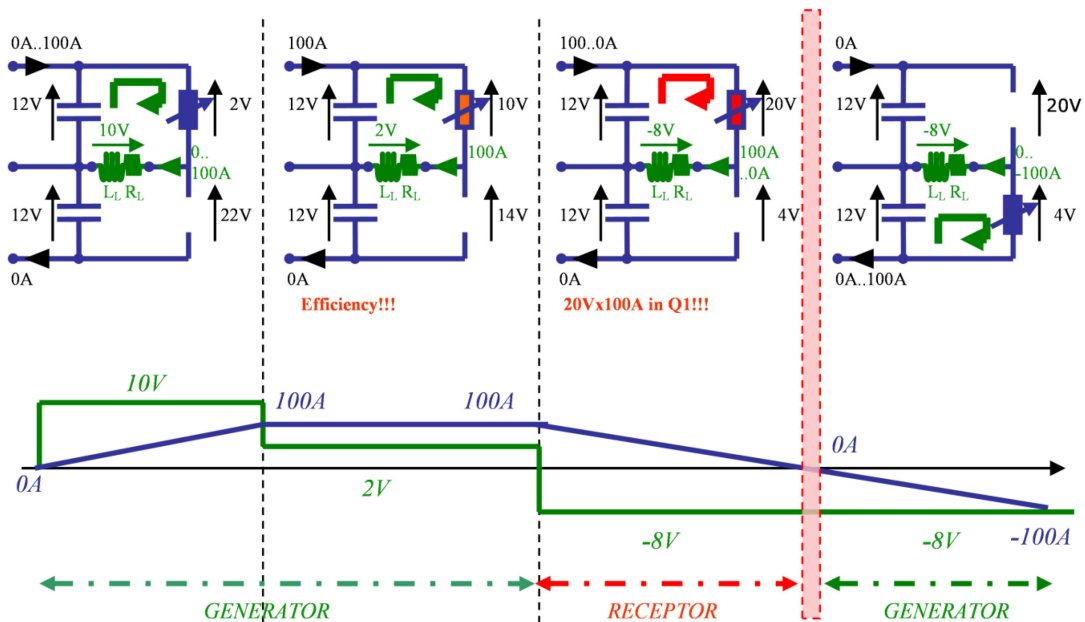 0A..100A
12V
2V
10V
0..
100A
L_L R_L
12V
22V
0A
100A
12V
10V
2V
100A
L_L R_L
12V
14V
0A
Efficiency!!!
100..0A
12V
20V
-8V
100A
..0A
L_L R_L
12V
4V
0A
20Vx100A in Q1!!!
0A
12V
20V
-8V
0..
-100A
L_L R_L
12V
4V
0A..100A
10V
100A
100A
0A
0A
2V
-8V
-8V
-100A
GENERATOR
RECEPTOR
GENERATOR